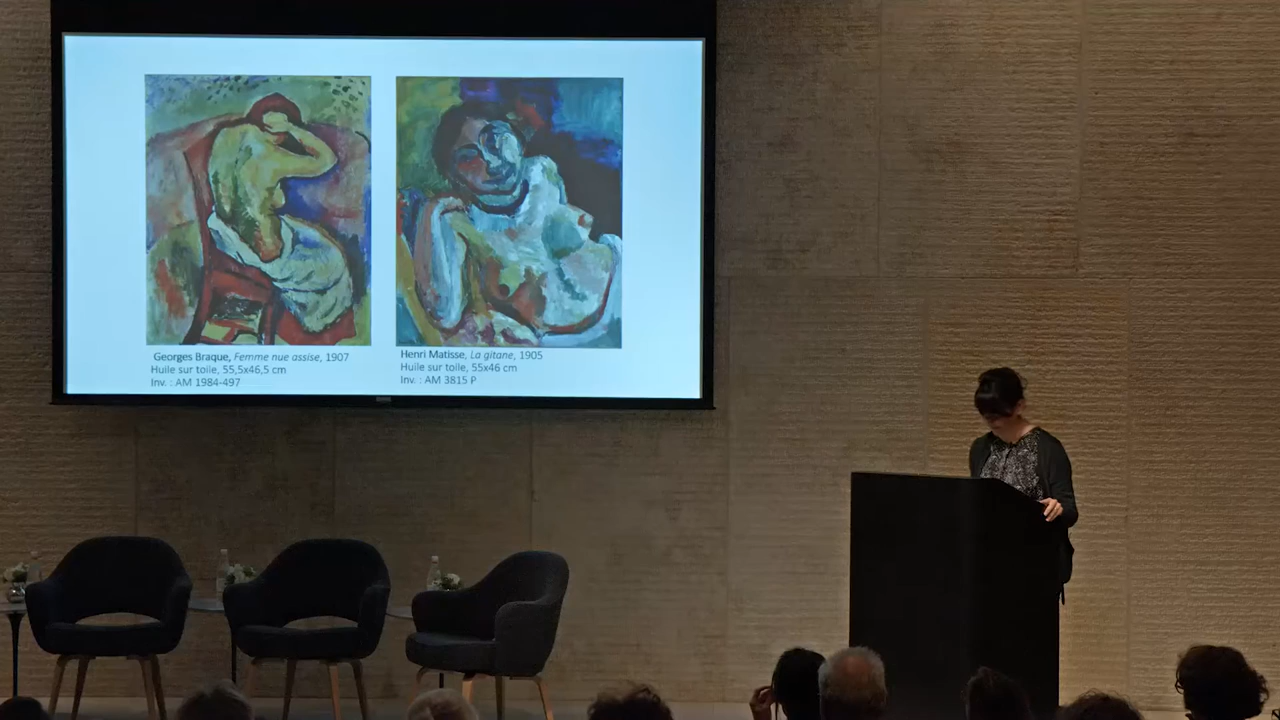 Georges Braque, Femme nue assise, 1907
Huile sur toile, 55,5x46,5 cm
Inv. : AM 1984-497
Henri Matisse, La gitane, 1905
Huile sur toile, 55x46 cm
Inv. : AM 3815 P